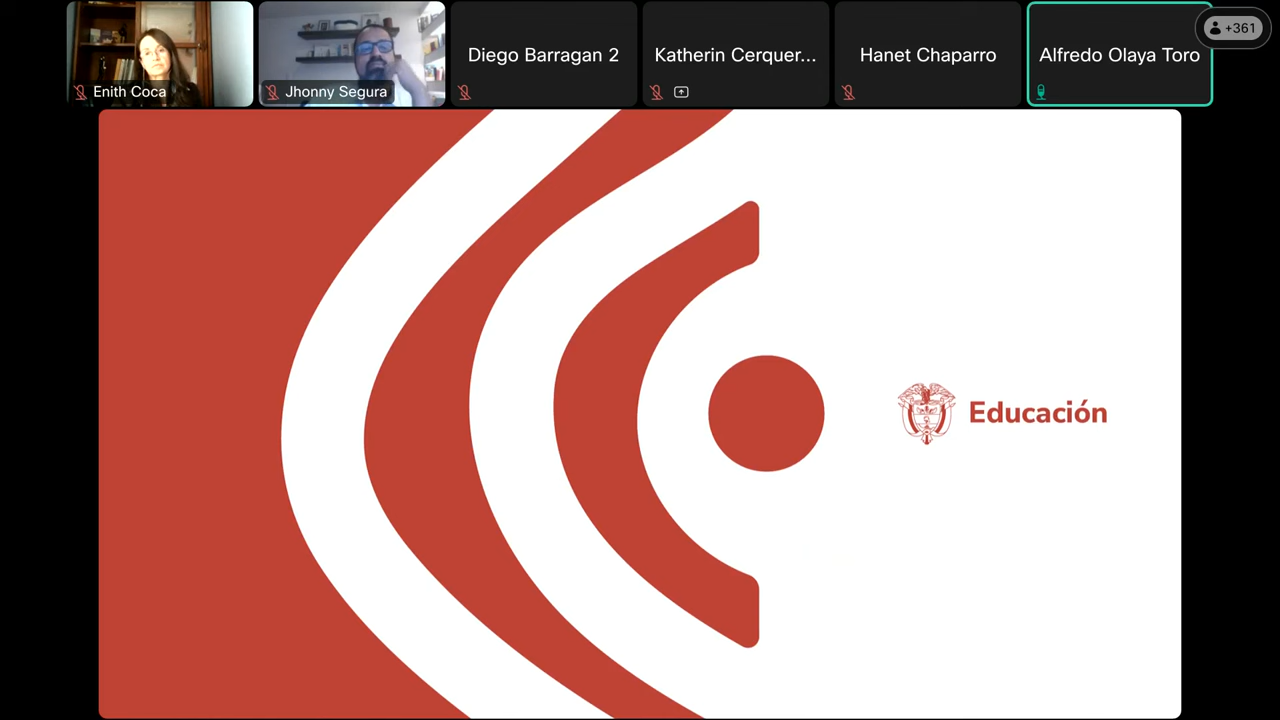 Enith Coca
Jhonny Segura
Diego Barragan 2
Katherin Cerquer...
Hanet Chaparro
Alfredo Olaya Toro
+361
Educación